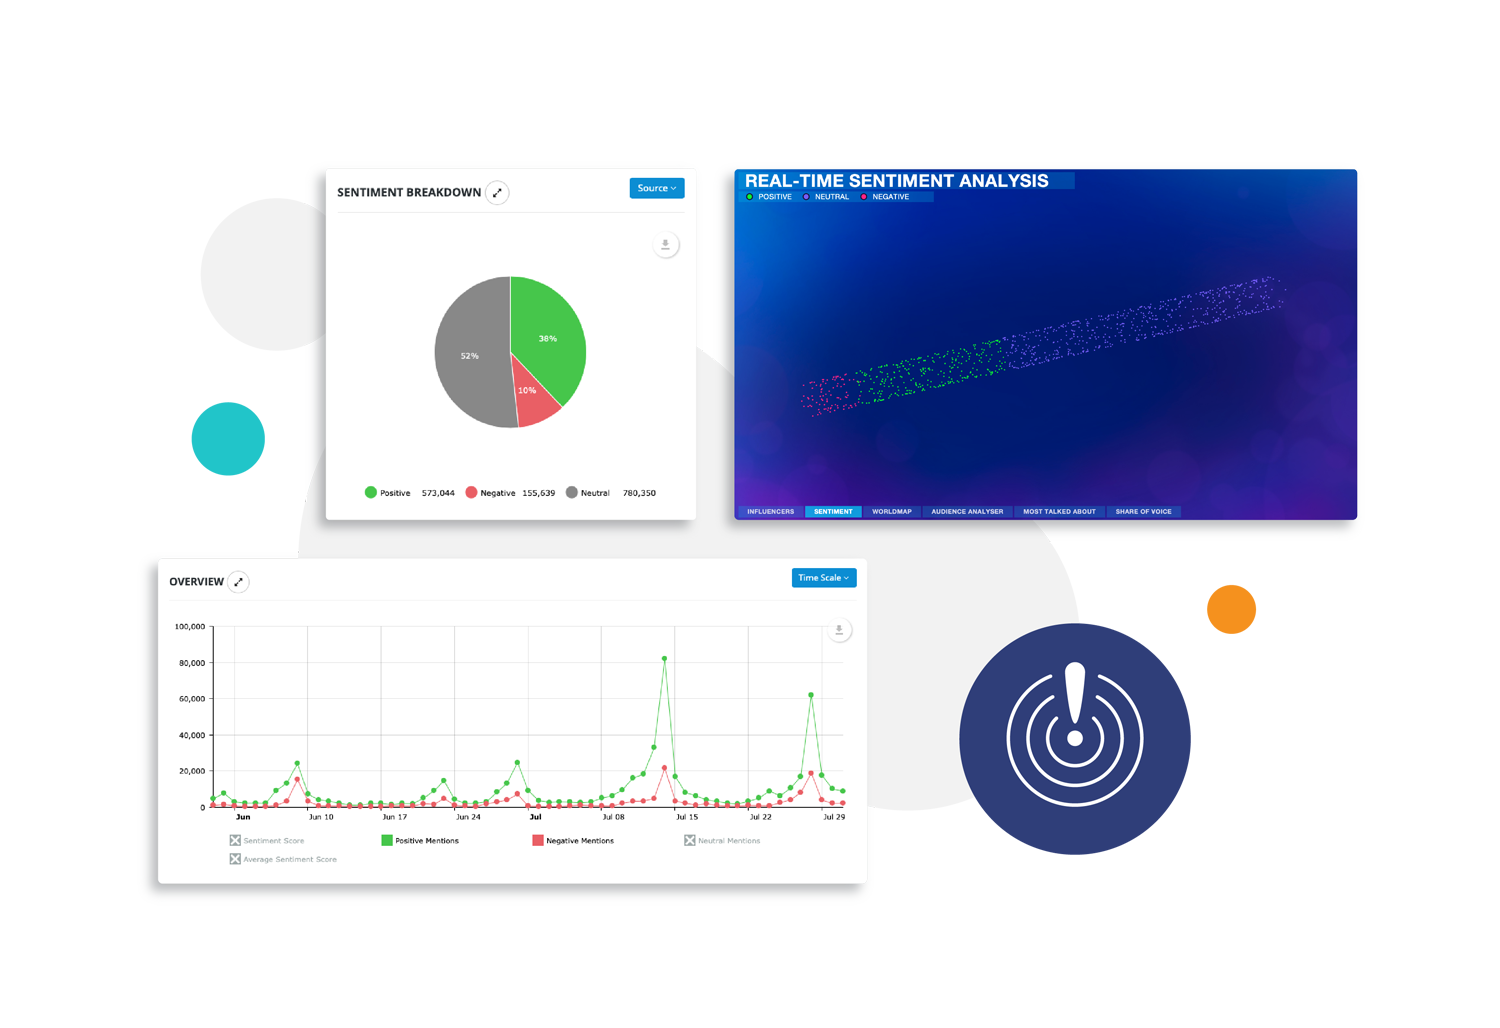 SENTIMENT BREAKDOWN
Source
38%
52%
10%
Positive 573,044 Negative 155,639 Neutral 780,350
REAL-TIME SENTIMENT ANALYSIS
POSITIVE NEUTRAL NEGATIVE
INFLUENCERS SENTIMENT WORLDMAP AUDIENCE ANALYSER MOST TALKED ABOUT SHARE OF VOICE
OVERVIEW
Time Scale
100,000
80,000
60,000
40,000
20,000
0
Jun Jun 10 Jun 17 Jun 24 Jul Jul 08 Jul 15 Jul 22 Jul 29
Sentiment Score Positive Mentions Negative Mentions Neutral Mentions
Average Sentiment Score